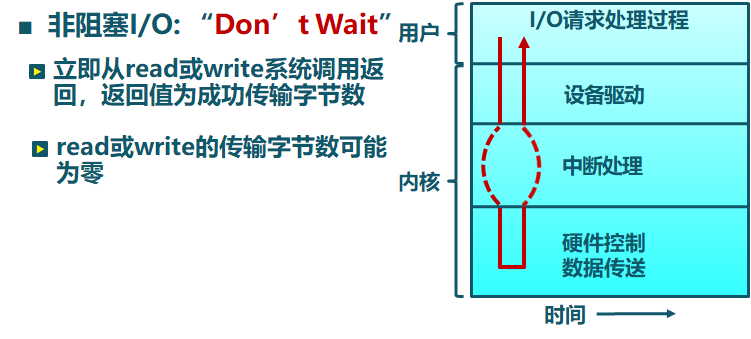 非阻塞I/O:“Don’t Wait”
立即从read或write系统调用返
回，返回值为成功传输字节数
read或write的传输字节数可能
为零
用户
内核
I/O请求处理过程
设备驱动
中断处理
硬件控制
数据传送
时间